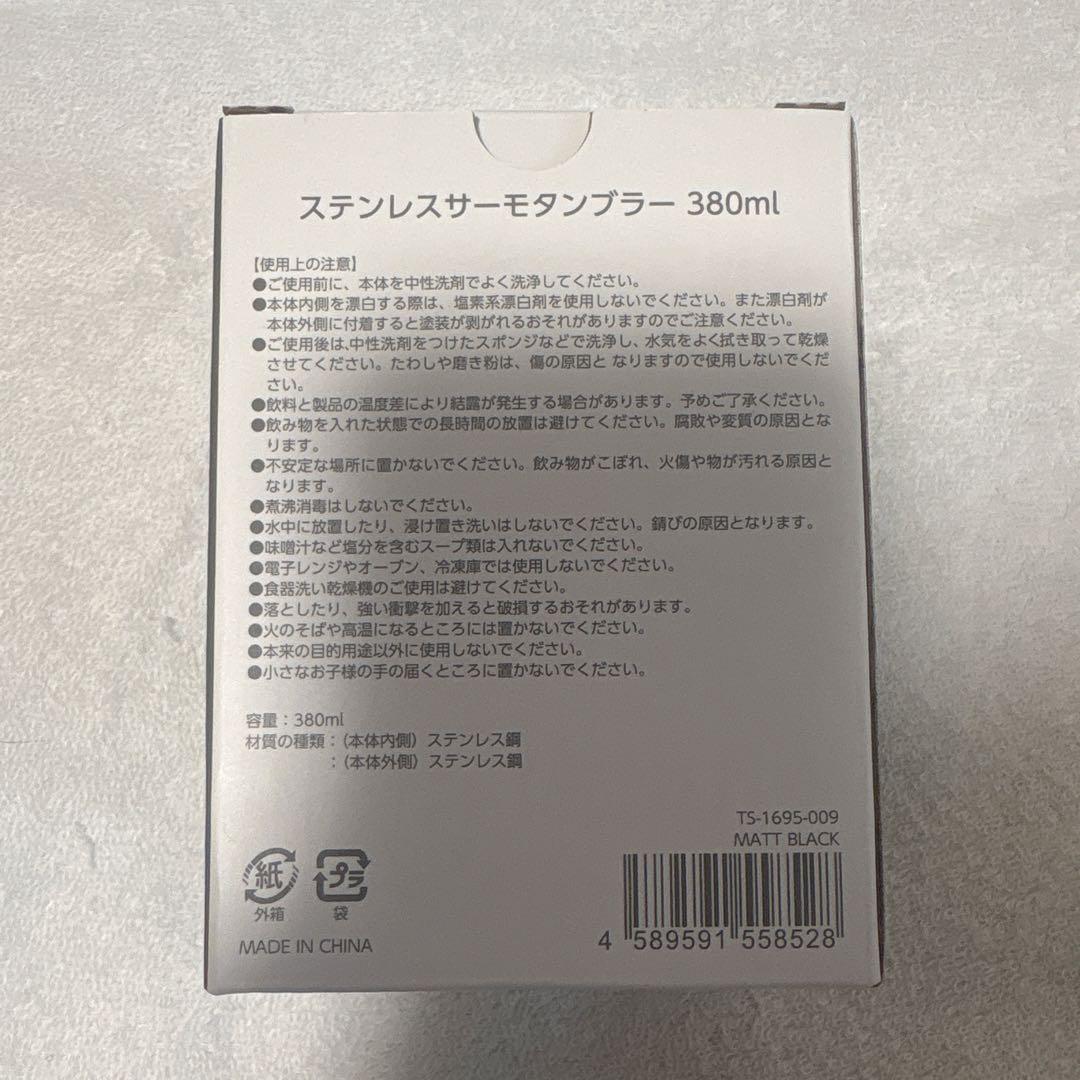 ステンレスサーモタンブラー 380ml
【使用上の注意】
●ご使用前に、本体を中性洗剤でよく洗浄してください。
●本体内側を漂白する際は、塩素系漂白剤を使用しないでください。また漂白剤が
本体外側に付着すると塗装が剥がれるおそれがありますのでご注意ください。
●ご使用後は、中性洗剤をつけたスポンジなどで洗浄し、水気をよく拭き取って乾燥
させてください。たわしや磨き粉は、傷の原因と なりますので使用しないでくだ
さい。
●飲料と製品の温度差により結露が発生する場合があります。予めご了承ください。
●飲み物を入れた状態での長時間の放置は避けてください。腐敗や変質の原因とな
ります。
●不安定な場所に置かないでください。飲み物がこぼれ、火傷や物が汚れる原因と
なります。
●煮沸消毒はしないでください。
●水中に放置したり、浸け置き洗いはしないでください。錆びの原因となります。
●味噌汁など塩分を含むスープ類は入れないでください。
●電子レンジやオーブン、冷凍庫では使用しないでください。
●食器洗い乾燥機のご使用は避けてください。
●落としたり、強い衝撃を加えると破損するおそれがあります。
●火のそばや高温になるところには置かないでください。
●本来の目的用途以外に使用しないでください。
●小さなお子様の手の届くところに置かないでください。
容量：380ml
材質の種類：（本体内側）ステンレス鋼
：（本体外側）ステンレス鋼
TS-1695-009
MATT BLACK
紙 プラ
外箱 袋
MADE IN CHINA
4 589591 558528